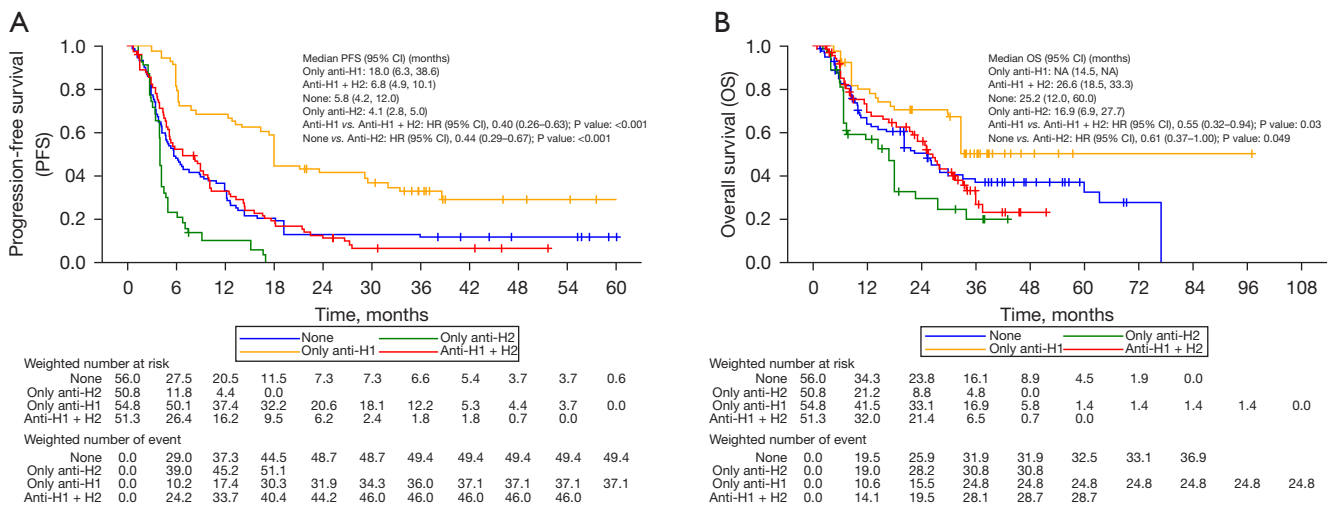 A
Progression-free survival
(PFS)
1.0
0.8
0.6
0.4
0.2
0.0
Median PFS (95% CI) (months)
Only anti-H1: 18.0 (6.3, 38.6)
Anti-H1 + H2: 6.8 (4.9, 10.1)
None: 5.8 (4.2, 12.0)
Only anti-H2: 4.1 (2.8, 5.0)
Anti-H1 vs. Anti-H1 + H2: HR (95% CI), 0.40 (0.26–0.63); P value: <0.001
None vs. Anti-H2: HR (95% CI), 0.44 (0.29–0.67); P value: <0.001
0 6 12 18 24 30 36 42 48 54 60
Time, months
None Only anti-H2
Only anti-H1 Anti-H1 + H2
Weighted number at risk
None 56.0 27.5 20.5 11.5 7.3 7.3 6.6 5.4 3.7 3.7 0.6
Only anti-H2 50.8 11.8 4.4 0.0
Only anti-H1 54.8 50.1 37.4 32.2 20.6 18.1 12.2 5.3 4.4 3.7 0.0
Anti-H1 + H2 51.3 26.4 16.2 9.5 6.2 2.4 1.8 1.8 0.7 0.0
Weighted number of event
None 0.0 29.0 37.3 44.5 48.7 48.7 49.4 49.4 49.4 49.4 49.4
Only anti-H2 0.0 39.0 45.2 51.1
Only anti-H1 0.0 10.2 17.4 30.3 31.9 34.3 36.0 37.1 37.1 37.1 37.1
Anti-H1 + H2 0.0 24.2 33.7 40.4 44.2 46.0 46.0 46.0 46.0 46.0
B
Overall survival (OS)
1.0
0.8
0.6
0.4
0.2
0.0
Median OS (95% CI) (months)
Only anti-H1: NA (14.5, NA)
Anti-H1 + H2: 26.6 (18.5, 33.3)
None: 25.2 (12.0, 60.0)
Only anti-H2: 16.9 (6.9, 27.7)
Anti-H1 vs. Anti-H1 + H2: HR (95% CI), 0.55 (0.32–0.94); P value: 0.03
None vs. Anti-H2: HR (95% CI), 0.61 (0.37–1.00); P value: 0.049
0 12 24 36 48 60 72 84 96 108
Time, months
None Only anti-H2
Only anti-H1 Anti-H1 + H2
Weighted number at risk
None 56.0 34.3 23.8 16.1 8.9 4.5 1.9 0.0
Only anti-H2 50.8 21.2 8.8 4.8 0.0
Only anti-H1 54.8 41.5 33.1 16.9 5.8 1.4 1.4 1.4 1.4 0.0
Anti-H1 + H2 51.3 32.0 21.4 6.5 0.7 0.0
Weighted number of event
None 0.0 19.5 25.9 31.9 31.9 32.5 33.1 36.9
Only anti-H2 0.0 19.0 28.2 30.8 30.8
Only anti-H1 0.0 10.6 15.5 24.8 24.8 24.8 24.8 24.8 24.8 24.8
Anti-H1 + H2 0.0 14.1 19.5 28.1 28.7 28.7